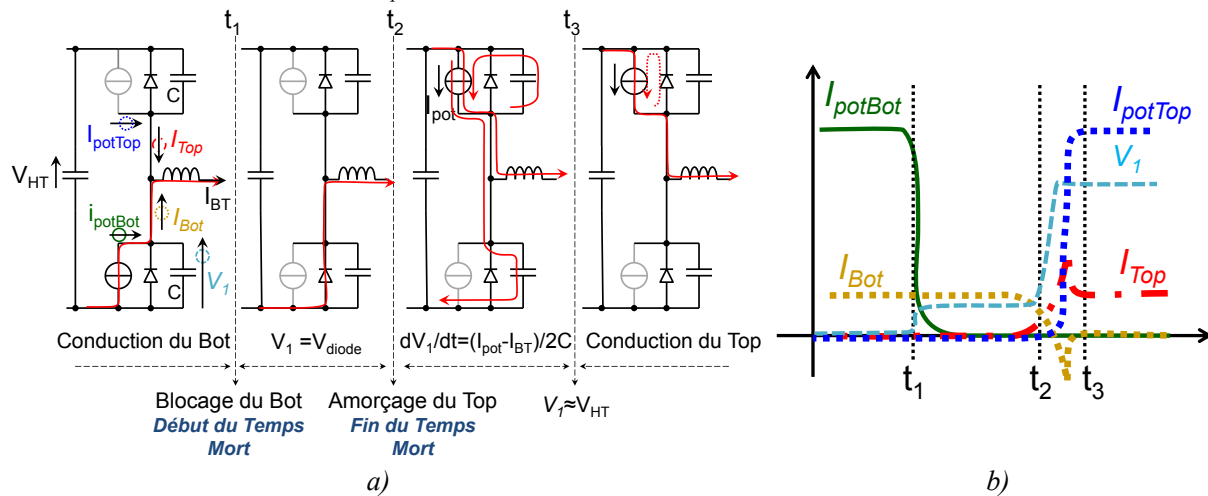 t1
t2
t3
C
IpotTop
ITop
VHT
IBT
ipotBot
IBot
C
V1
Ipot
Conduction du Bot
V1 =Vdiode
dV1/dt=(Ipot-IBT)/2C
Conduction du Top
Blocage du Bot
Début du Temps
Mort
Amorçage du Top
Fin du Temps
Mort
V1≈VHT
a)
IpotBot
IpotTop
V1
IBot
ITop
t1
t2
t3
b)